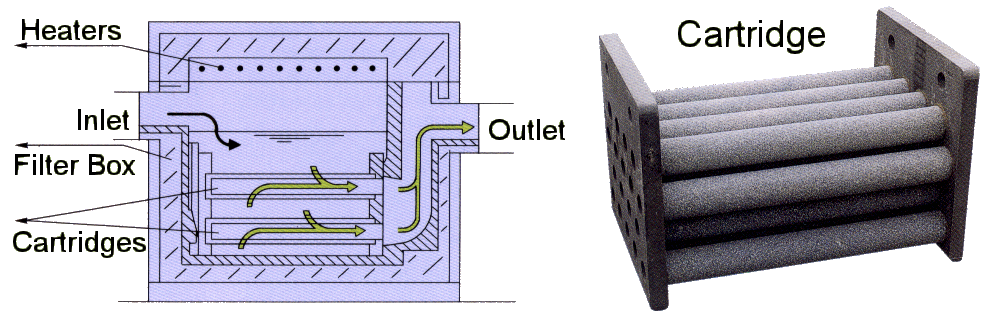 Heaters
Inlet
Outlet
Filter Box
Cartridges
Cartridge